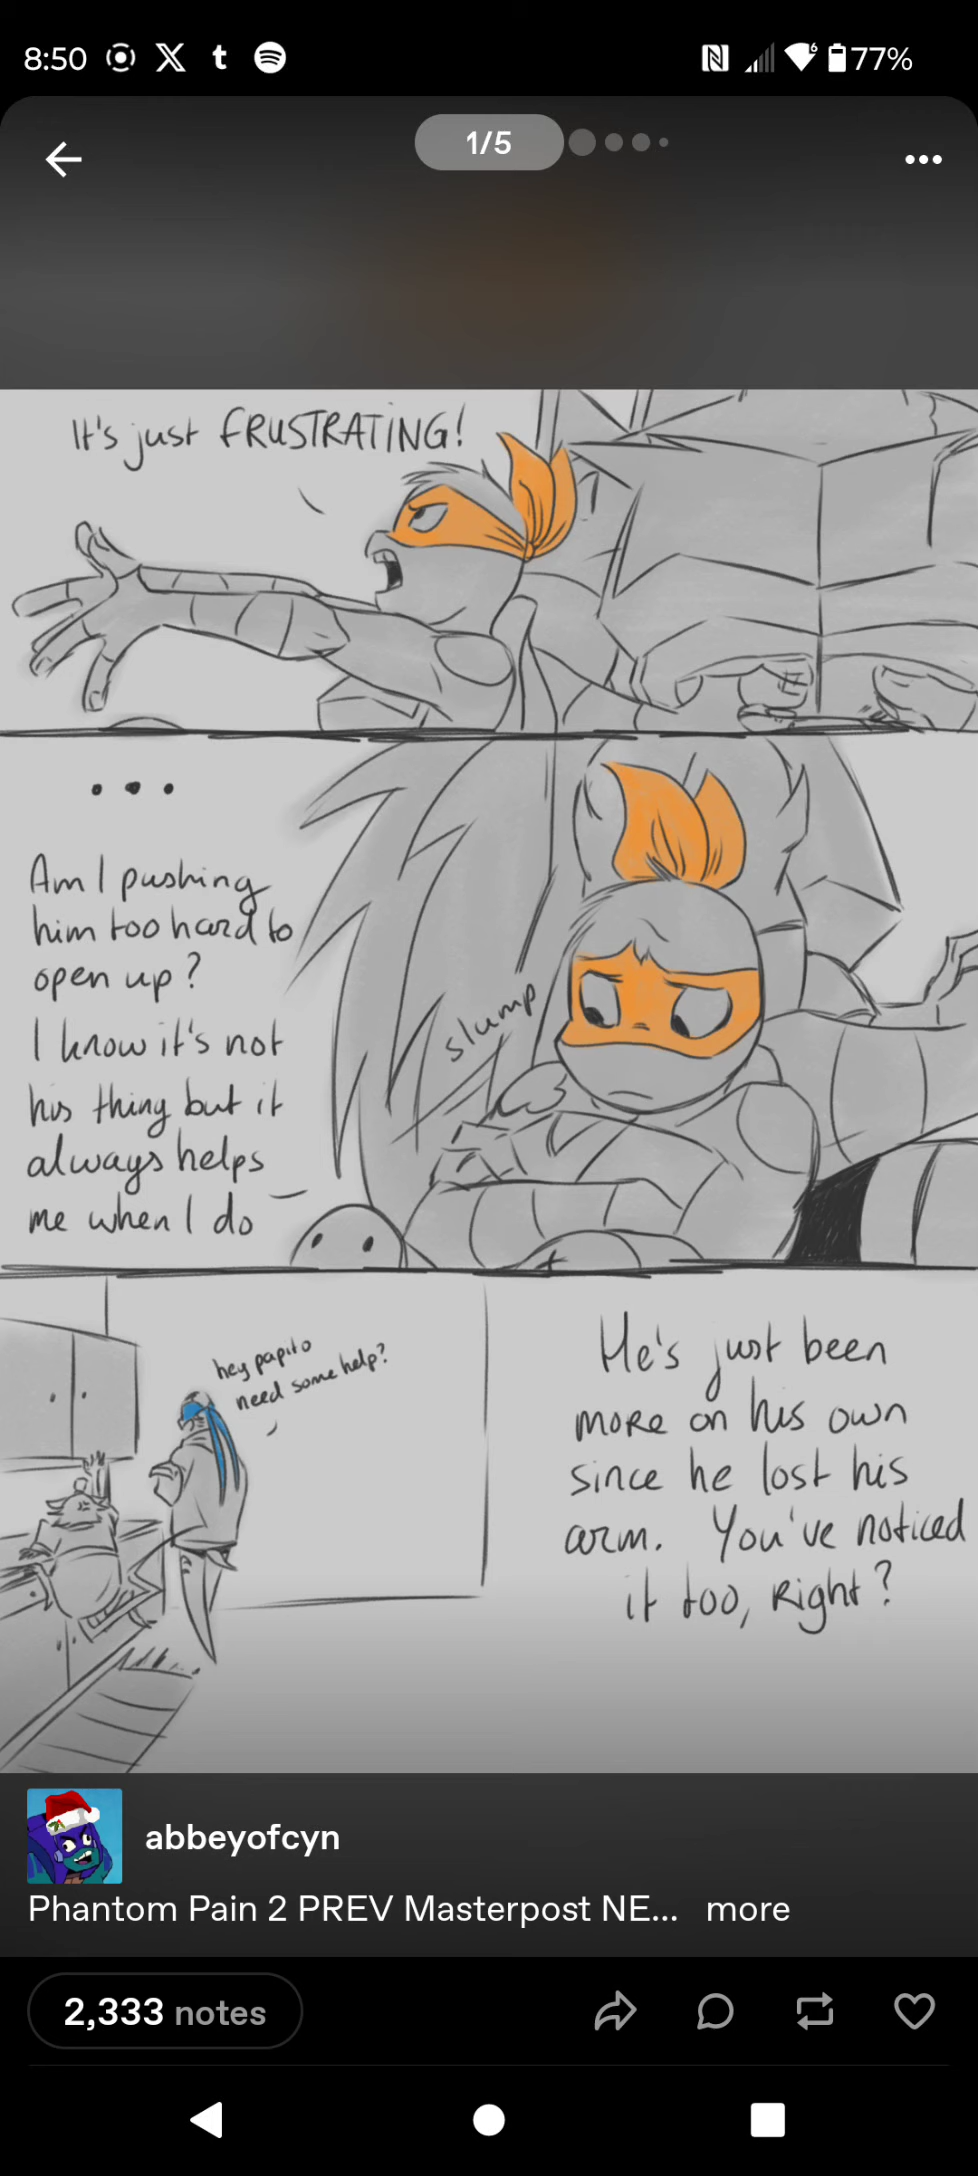 8:50
77%
1/5
It's just FRUSTRATING!
...
Am I pushing
him too hard to
open up?
I know it's not
his thing but it
always helps
me when I do
slump
hey papito
need some help?
He's just been
more on his own
since he lost his
arm. You've noticed
it too, Right?
abbeyofcyn
Phantom Pain 2 PREV Masterpost NE... more
2,333 notes